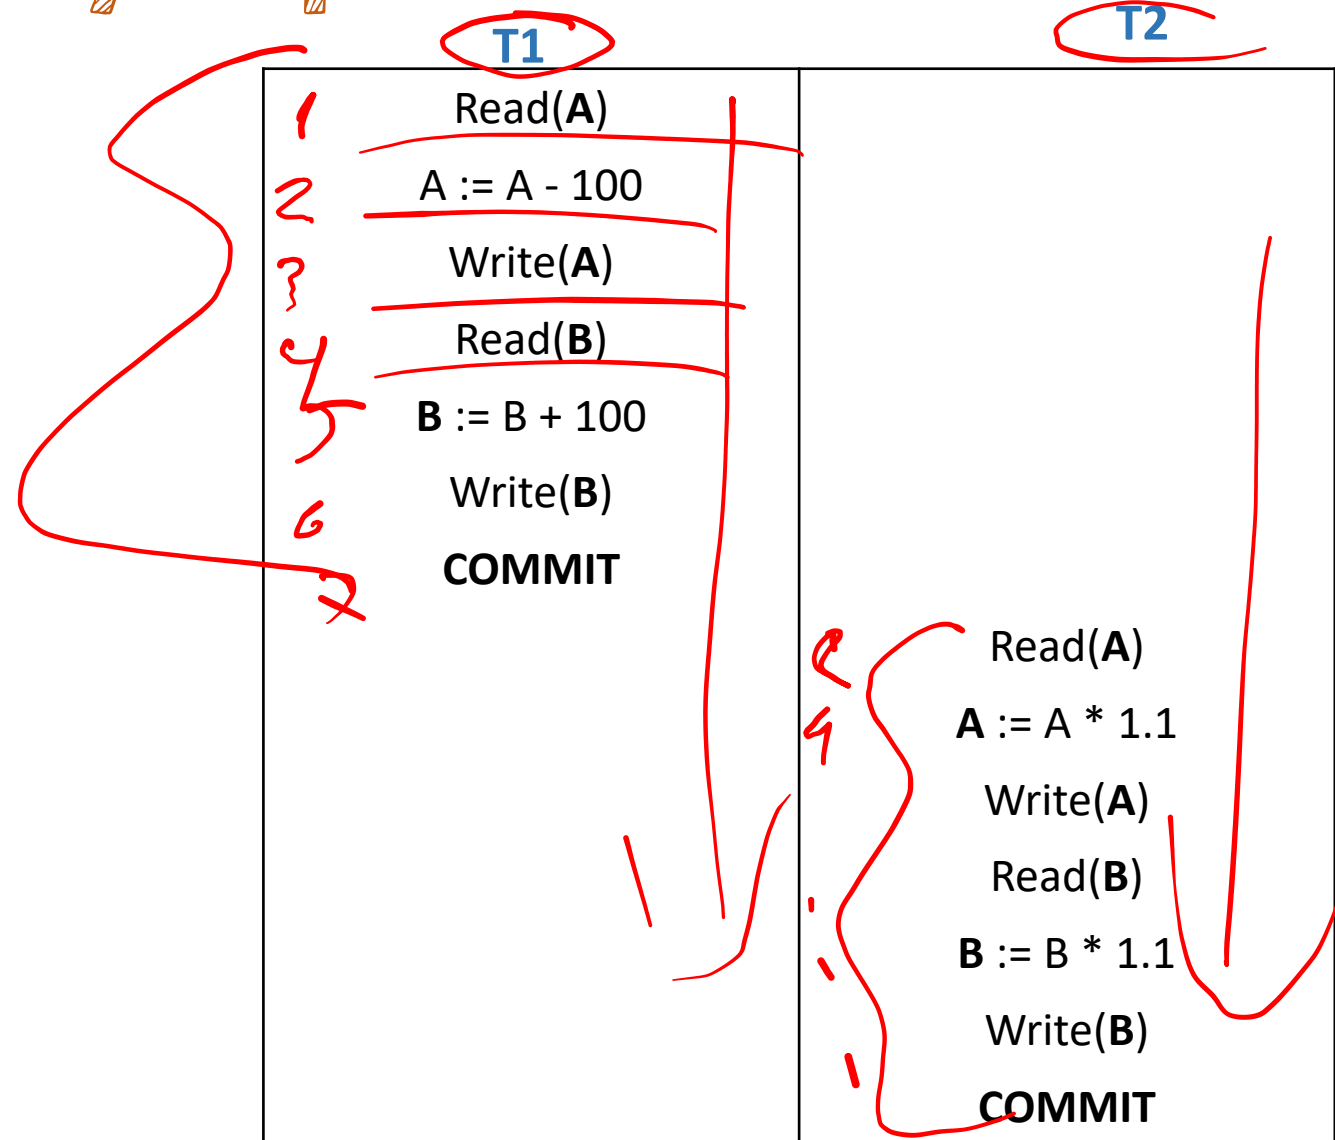 T1 T2
1 Read(A)
2 A := A - 100
3 Write(A)
4 Read(B)
5 B := B + 100
6 Write(B)
7 COMMIT
8 Read(A)
9 A := A * 1.1
Write(A)
Read(B)
B := B * 1.1
Write(B)
COMMIT